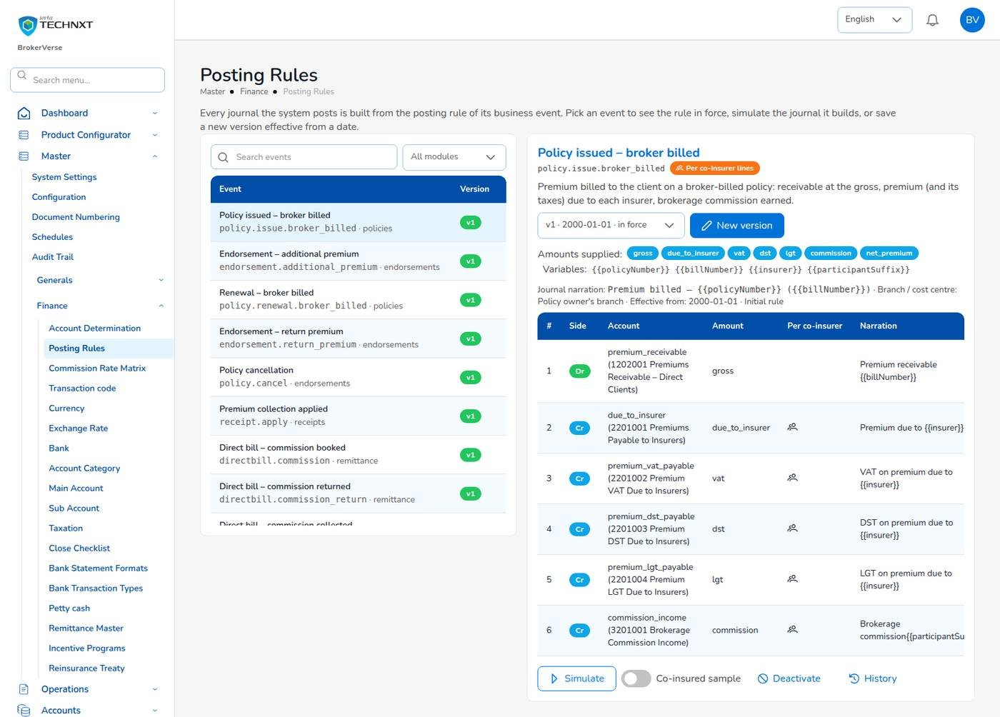 iorta
TECHNXT
BrokerVerse
Search menu...
Dashboard
Product Configurator
Master
System Settings
Configuration
Document Numbering
Schedules
Audit Trail
Generals
Finance
Account Determination
Posting Rules
Commission Rate Matrix
Transaction code
Currency
Exchange Rate
Bank
Account Category
Main Account
Sub Account
Taxation
Close Checklist
Bank Statement Formats
Bank Transaction Types
Petty cash
Remittance Master
Incentive Programs
Reinsurance Treaty
Operations
Accounts
English
BV
Posting Rules
Master • Finance • Posting Rules
Every journal the system posts is built from the posting rule of its business event. Pick an event to see the rule in force, simulate the journal it builds, or save
a new version effective from a date.
Search events
All modules
Event Version
Policy issued – broker billed
policy.issue.broker_billed · policies
v1
Endorsement – additional premium
endorsement.additional_premium · endorsements
v1
Renewal – broker billed
policy.renewal.broker_billed · policies
v1
Endorsement – return premium
endorsement.return_premium · endorsements
v1
Policy cancellation
policy.cancel · endorsements
v1
Premium collection applied
receipt.apply · receipts
v1
Direct bill – commission booked
directbill.commission · remittance
v1
Direct bill – commission returned
directbill.commission_return · remittance
v1
Direct bill – commission collected
Policy issued – broker billed
policy.issue.broker_billed Per co-insurer lines
Premium billed to the client on a broker-billed policy: receivable at the gross, premium (and its
taxes) due to each insurer, brokerage commission earned.
v1 · 2000-01-01 · in force
New version
Amounts supplied: gross due_to_insurer vat dst lgt commission net_premium
Variables: {{policyNumber}} {{billNumber}} {{insurer}} {{participantSuffix}}
Journal narration: Premium billed – {{policyNumber}} ({{billNumber}}) · Branch / cost centre:
Policy owner's branch · Effective from: 2000-01-01 · Initial rule
# Side Account Amount Per co-insurer Narration
1 Dr
premium_receivable
(1202001 Premiums
Receivable – Direct
Clients)
gross
Premium receivable
{{billNumber}}
2 Cr
due_to_insurer
(2201001 Premiums
Payable to Insurers)
due_to_insurer
Premium due to {{insurer}}
3 Cr
premium_vat_payable
(2201002 Premium
VAT Due to Insurers)
vat
VAT on premium due to
{{insurer}}
4 Cr
premium_dst_payable
(2201003 Premium
DST Due to Insurers)
dst
DST on premium due to
{{insurer}}
5 Cr
premium_lgt_payable
(2201004 Premium
LGT Due to Insurers)
lgt
LGT on premium due to
{{insurer}}
6 Cr
commission_income
(3201001 Brokerage
Commission Income)
commission
Brokerage
commission{{participantSu
Simulate
Co-insured sample
Deactivate
History